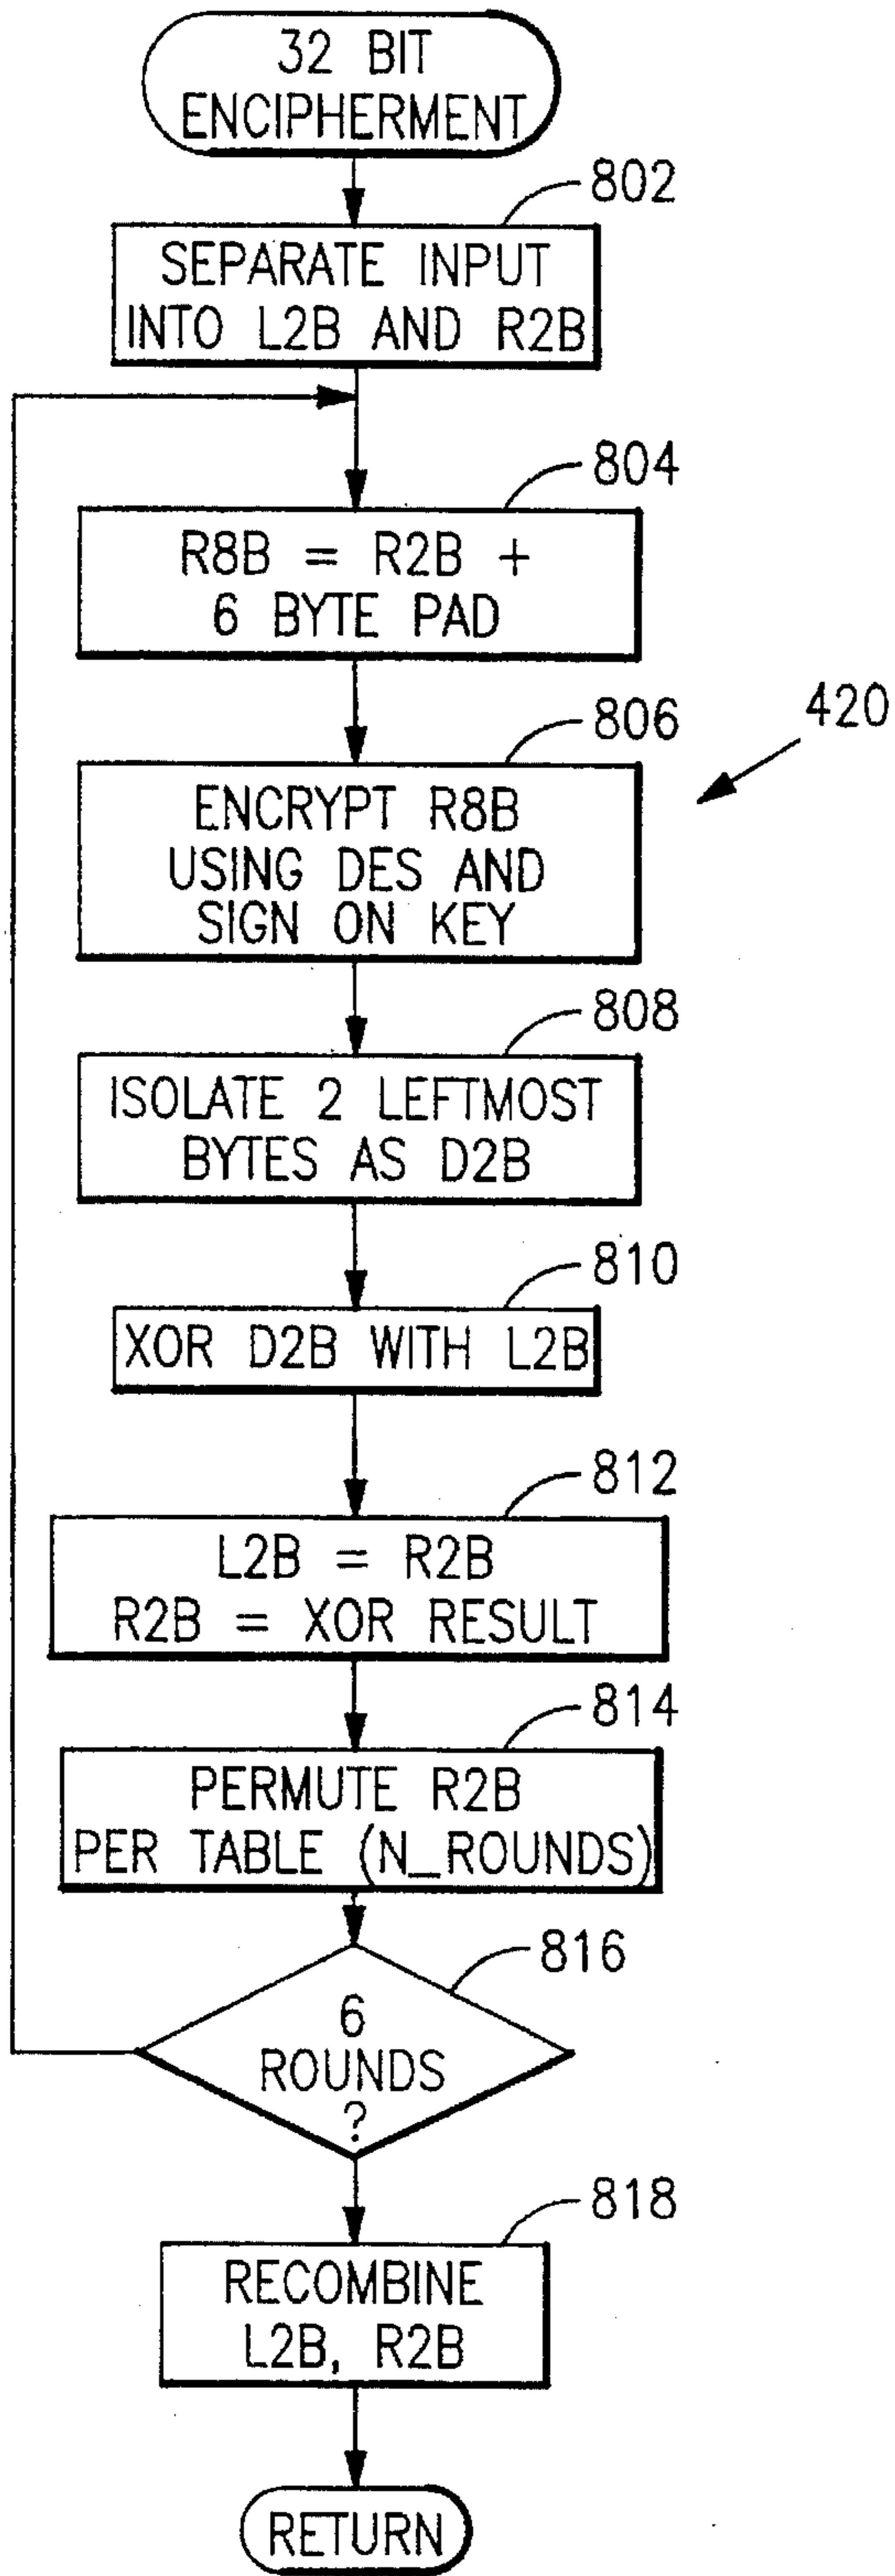 32 BIT
ENCIPHERMENT
802
SEPARATE INPUT
INTO L2B AND R2B
804
R8B = R2B +
6 BYTE PAD
420
806
ENCRYPT R8B
USING DES AND
SIGN ON KEY
808
ISOLATE 2 LEFTMOST
BYTES AS D2B
810
XOR D2B WITH L2B
812
L2B = R2B
R2B = XOR RESULT
814
PERMUTE R2B
PER TABLE (N_ROUNDS)
816
6
ROUNDS
?
818
RECOMBINE
L2B, R2B
RETURN